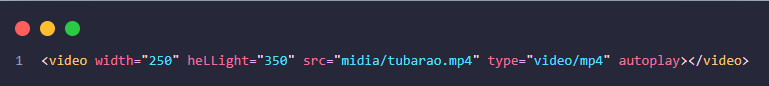 1 <video width="250" heLLight="350" src="midia/tubarao.mp4" type="video/mp4" autoplay></video>